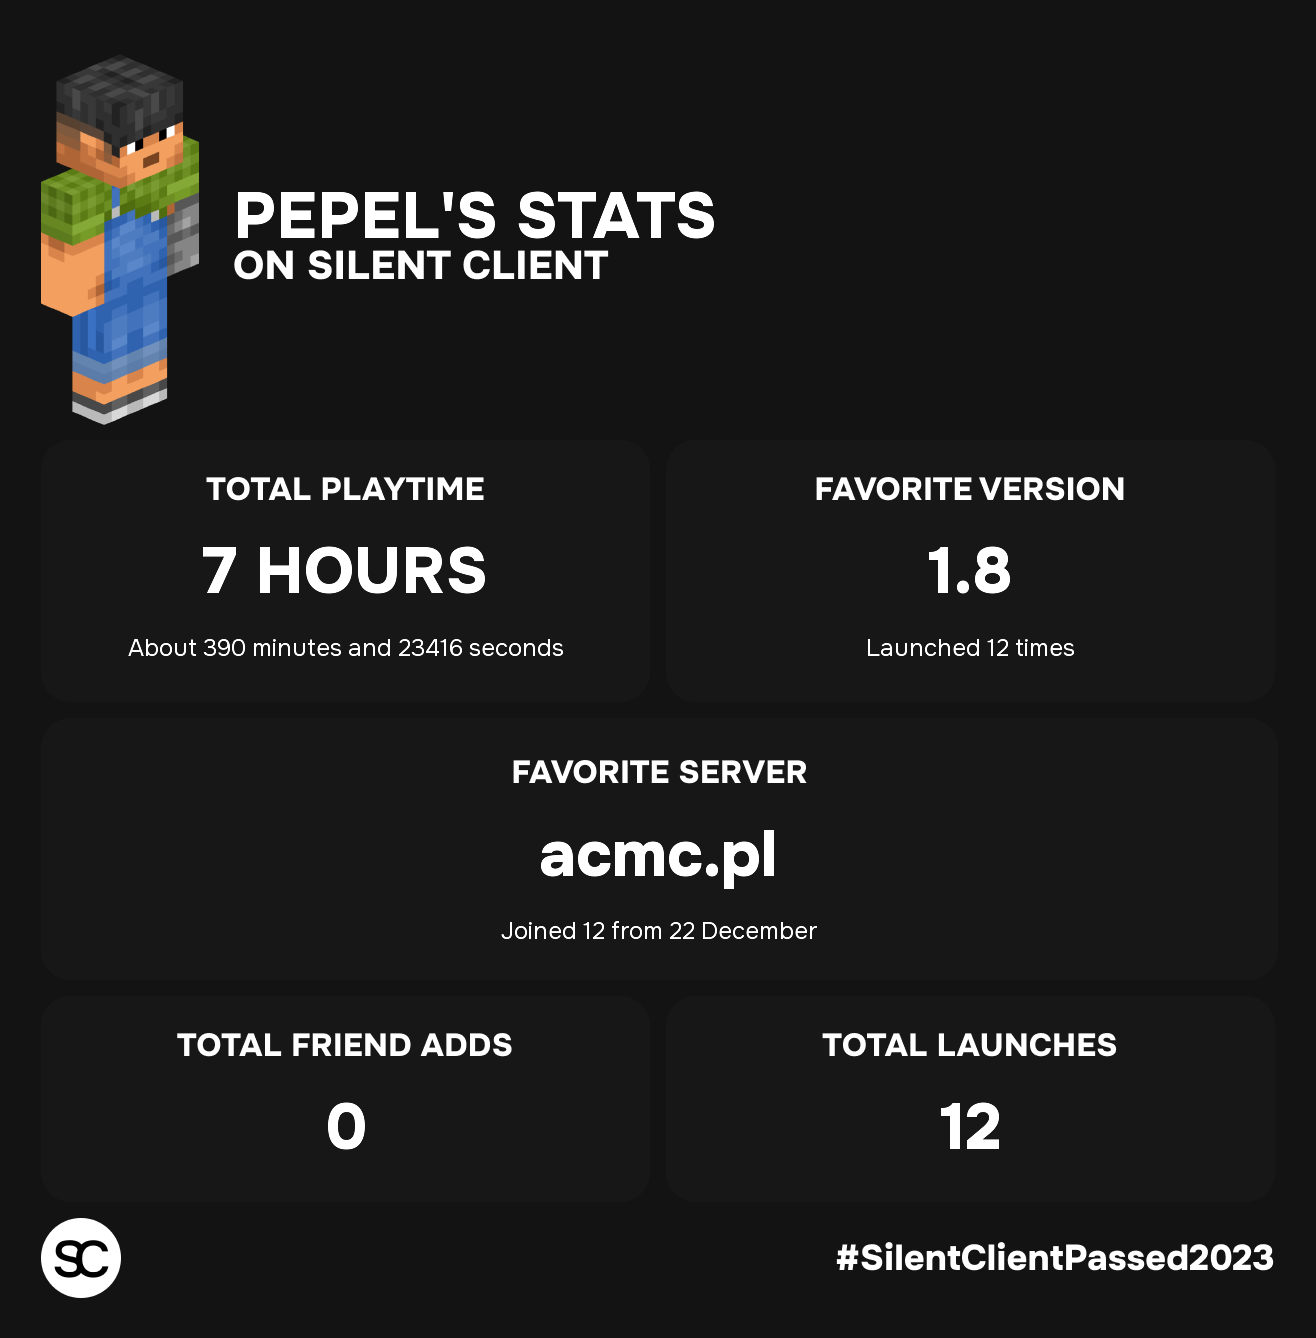 PEPEL'S STATS
ON SILENT CLIENT
TOTAL PLAYTIME
7 HOURS
About 390 minutes and 23416 seconds
FAVORITE VERSION
1.8
Launched 12 times
FAVORITE SERVER
acmc.pl
Joined 12 from 22 December
TOTAL FRIEND ADDS
0
TOTAL LAUNCHES
12
SC
#SilentClientPassed2023